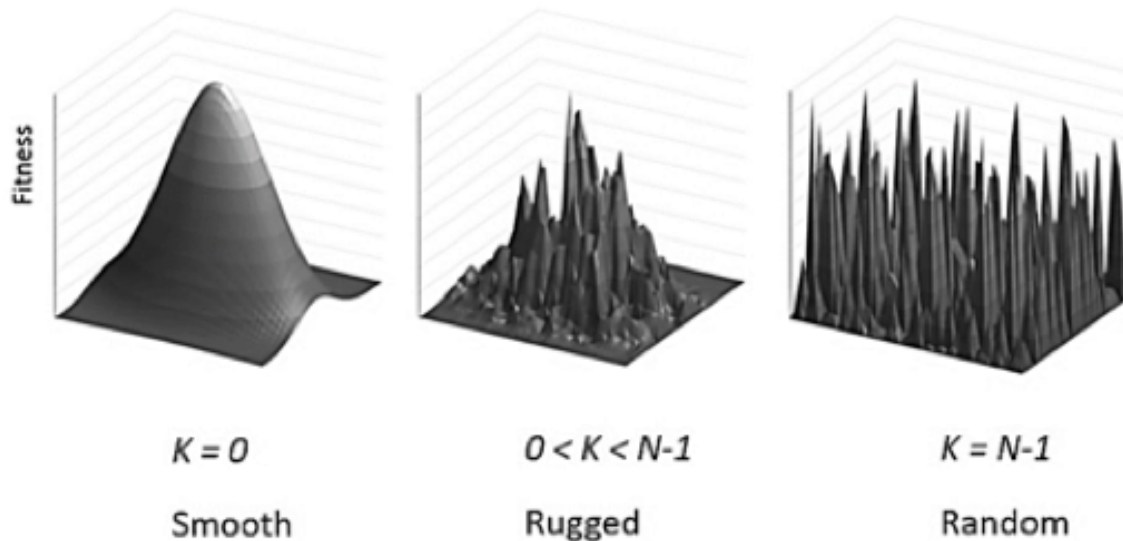 Fitness
K = 0
0 < K < N-1
K = N-1
Smooth
Rugged
Random